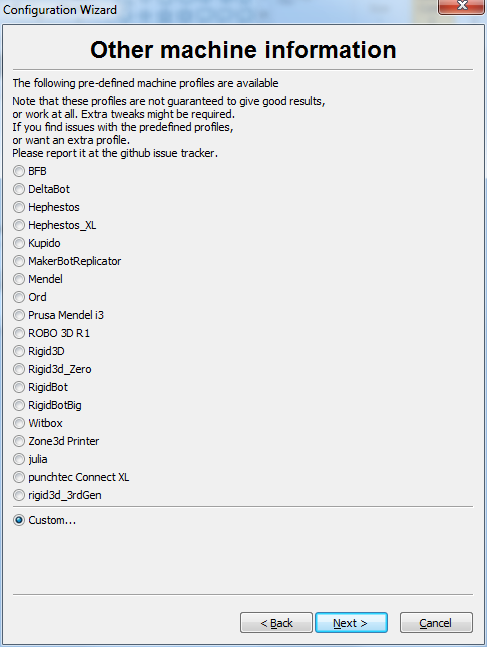 Configuration Wizard
Other machine information
The following pre-defined machine profiles are available
Note that these profiles are not guaranteed to give good results,
or work at all. Extra tweaks might be required.
If you find issues with the predefined profiles,
or want an extra profile.
Please report it at the github issue tracker.
BFB
DeltaBot
Hephestos
Hephestos_XL
Kupido
MakerBotReplicator
Mendel
Ord
Prusa Mendel i3
ROBO 3D R1
Rigid3D
Rigid3d_Zero
RigidBot
RigidBotBig
Witbox
Zone3d Printer
julia
punchtec Connect XL
rigid3d_3rdGen
Custom...
< Back Next > Cancel